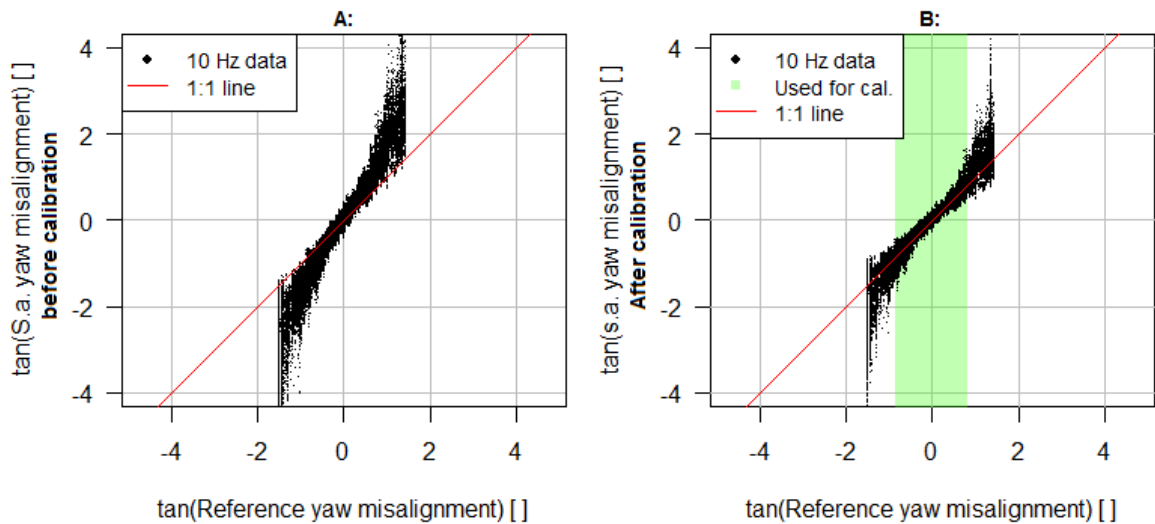 A:
10 Hz data
1:1 line
4
2
0
-2
-4
-4 -2 0 2 4
tan(S.a. yaw misalignment) [ ]
before calibration
tan(Reference yaw misalignment) [ ]
B:
10 Hz data
Used for cal.
1:1 line
4
2
0
-2
-4
-4 -2 0 2 4
tan(s.a. yaw misalignment) [ ]
After calibration
tan(Reference yaw misalignment) [ ]